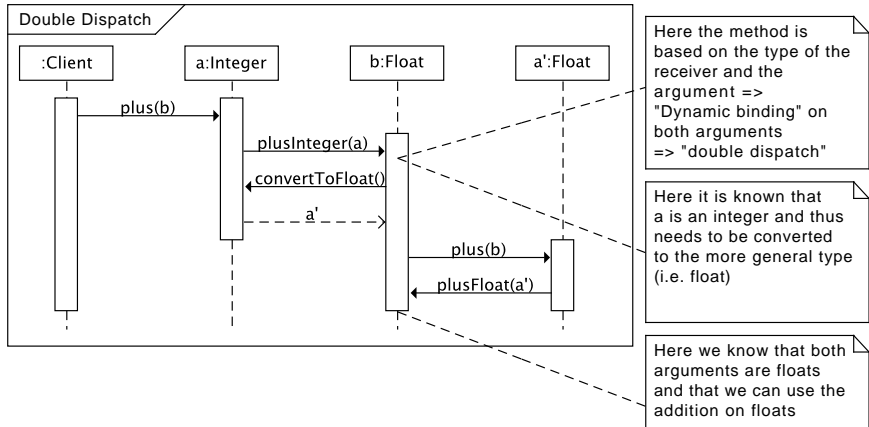 Double Dispatch
:Client
a:Integer
b:Float
a':Float
plus(b)
plusInteger(a)
convertToFloat()
a'
plus(b)
plusFloat(a')
Here the method is
based on the type of the
receiver and the
argument =>
"Dynamic binding" on
both arguments
=> "double dispatch"
Here it is known that
a is an integer and thus
needs to be converted
to the more general type
(i.e. float)
Here we know that both
arguments are floats
and that we can use the
addition on floats